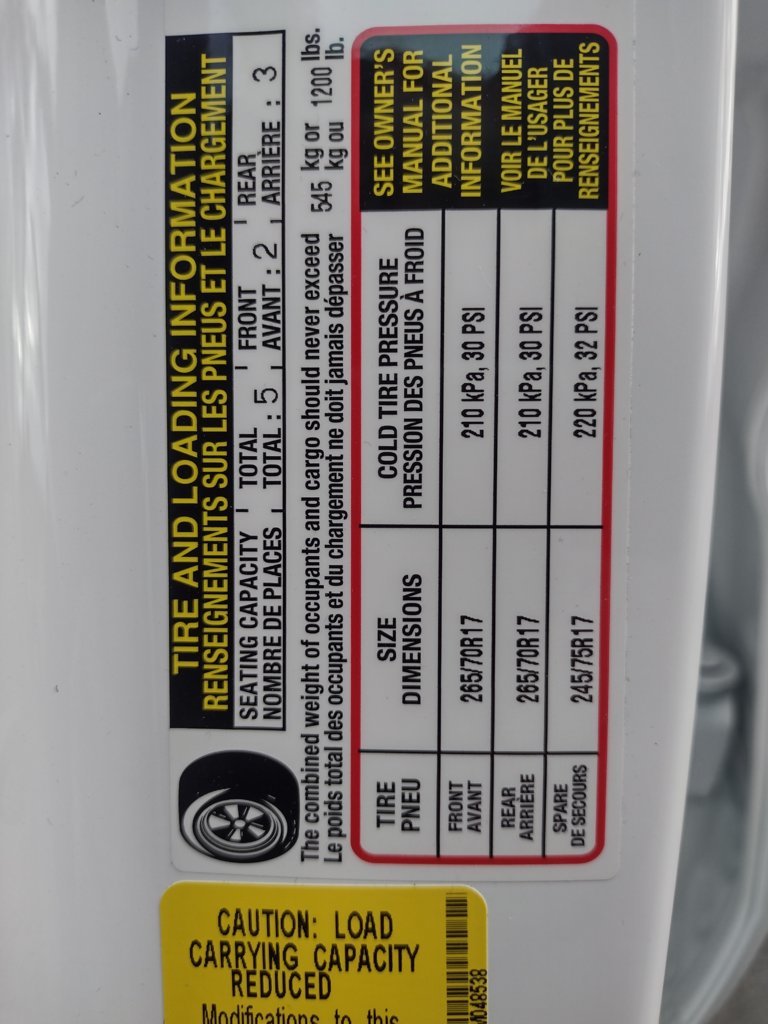 TIRE AND LOADING INFORMATION
RENSEIGNEMENTS SUR LES PNEUS ET LE CHARGEMENT
SEATING CAPACITY TOTAL FRONT REAR
NOMBRE DE PLACES TOTAL : 5 AVANT : 2 ARRIÈRE : 3
The combined weight of occupants and cargo should never exceed 545 kg or 1200 lbs.
Le poids total des occupants et du chargement ne doit jamais dépasser kg ou lb.
TIRE
PNEU
SIZE
DIMENSIONS
COLD TIRE PRESSURE
PRESSION DES PNEUS À FROID
FRONT
AVANT
265/70R17
210 kPa, 30 PSI
REAR
ARRIÈRE
265/70R17
210 kPa, 30 PSI
SPARE
DE SECOURS
245/75R17
220 kPa, 32 PSI
SEE OWNER'S
MANUAL FOR
ADDITIONAL
INFORMATION
VOIR LE MANUEL
DE L'USAGER
POUR PLUS DE
RENSEIGNEMENTS
CAUTION: LOAD
CARRYING CAPACITY
REDUCED
Modifications to this